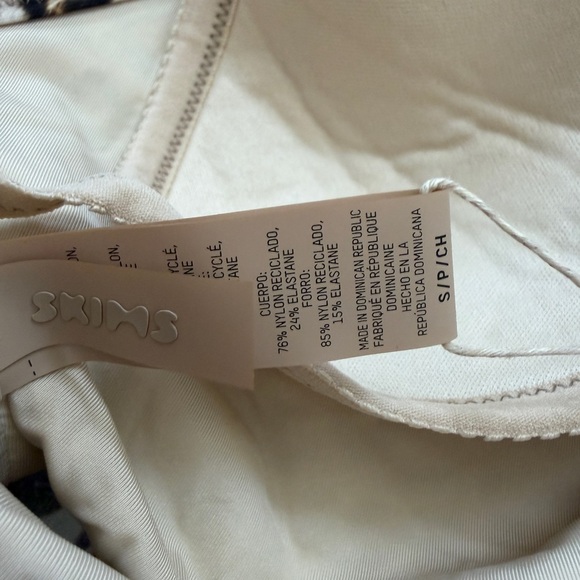 SKIMS
CUERPO:
76% NYLON RECICLADO,
24% ELASTANE
FORRO:
85% NYLON RECICLADO,
15% ELASTANE
MADE IN DOMINICAN REPUBLIC
FABRIQUÉ EN RÉPUBLIQUE
DOMINICAINE
HECHO EN LA
REPÚBLICA DOMINICANA
S/P/CH